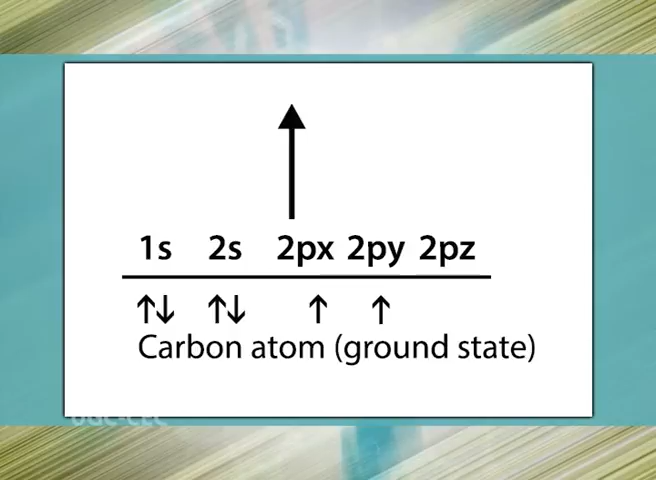 1s 2s 2px 2py 2pz
↑↓ ↑↓ ↑ ↑
Carbon atom (ground state)